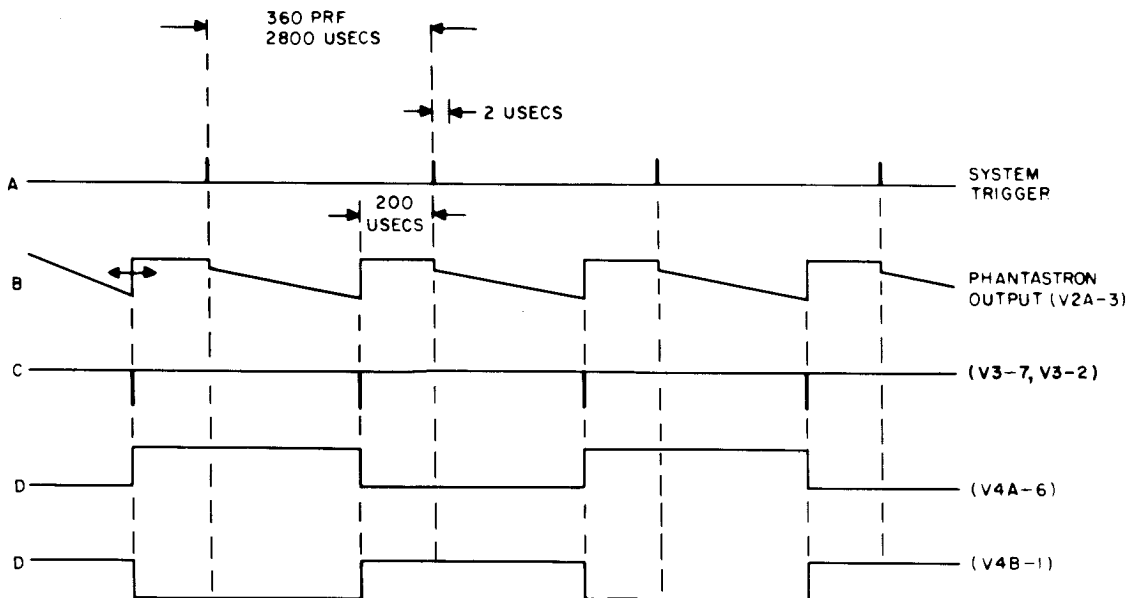 360 PRF
2800 USECS
2 USECS
A
SYSTEM
TRIGGER
200
USECS
B
PHANTASTRON
OUTPUT (V2A-3)
C
(V3-7, V3-2)
D
(V4A-6)
D
(V4B-1)